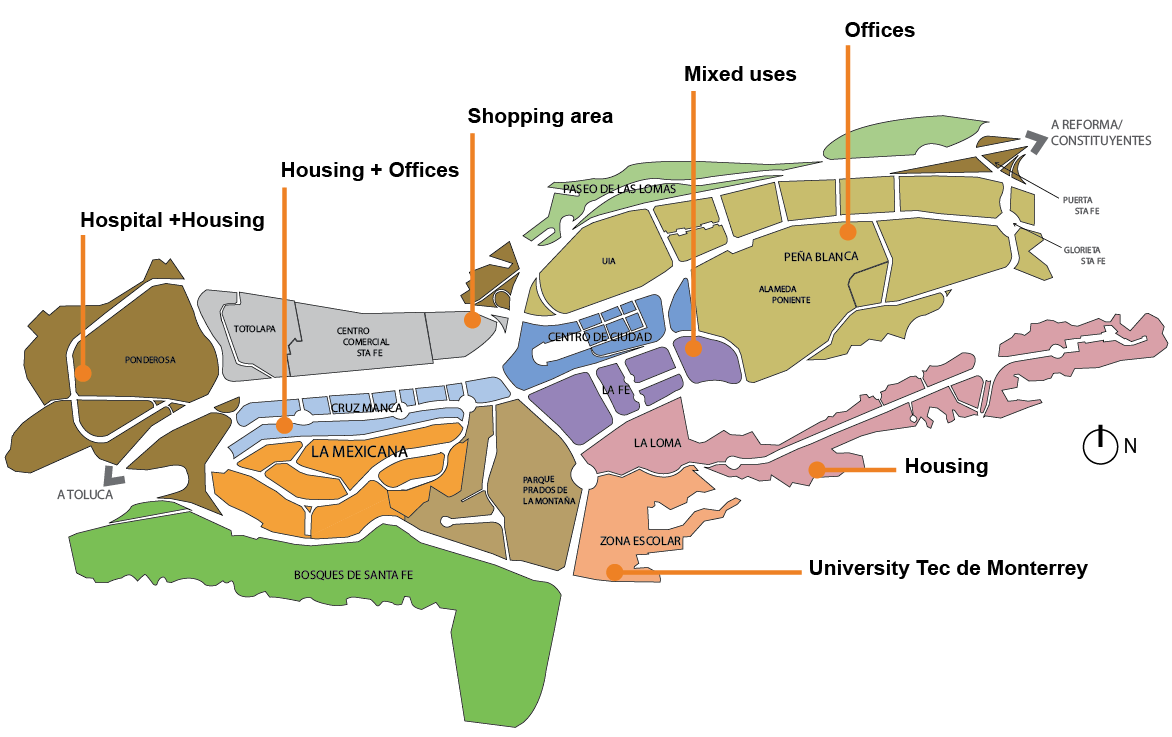 Offices
Mixed uses
Shopping area
A REFORMA/
CONSTITUYENTES
Housing + Offices
PASEO DE LAS LOMAS
PUERTA
STA FE
Hospital +Housing
GLORIETA
STA FE
UIA
PEÑA BLANCA
ALAMEDA
PONIENTE
TOTOLAPA
CENTRO
COMERCIAL
STA FE
CENTRO DE CIUDAD
PONDEROSA
LA FE
CRUZ MANCA
LA MEXICANA
LA LOMA
N
Housing
A TOLUCA
PARQUE
PRADOS DE
LA MONTAÑA
ZONA ESCOLAR
University Tec de Monterrey
BOSQUES DE SANTA FE